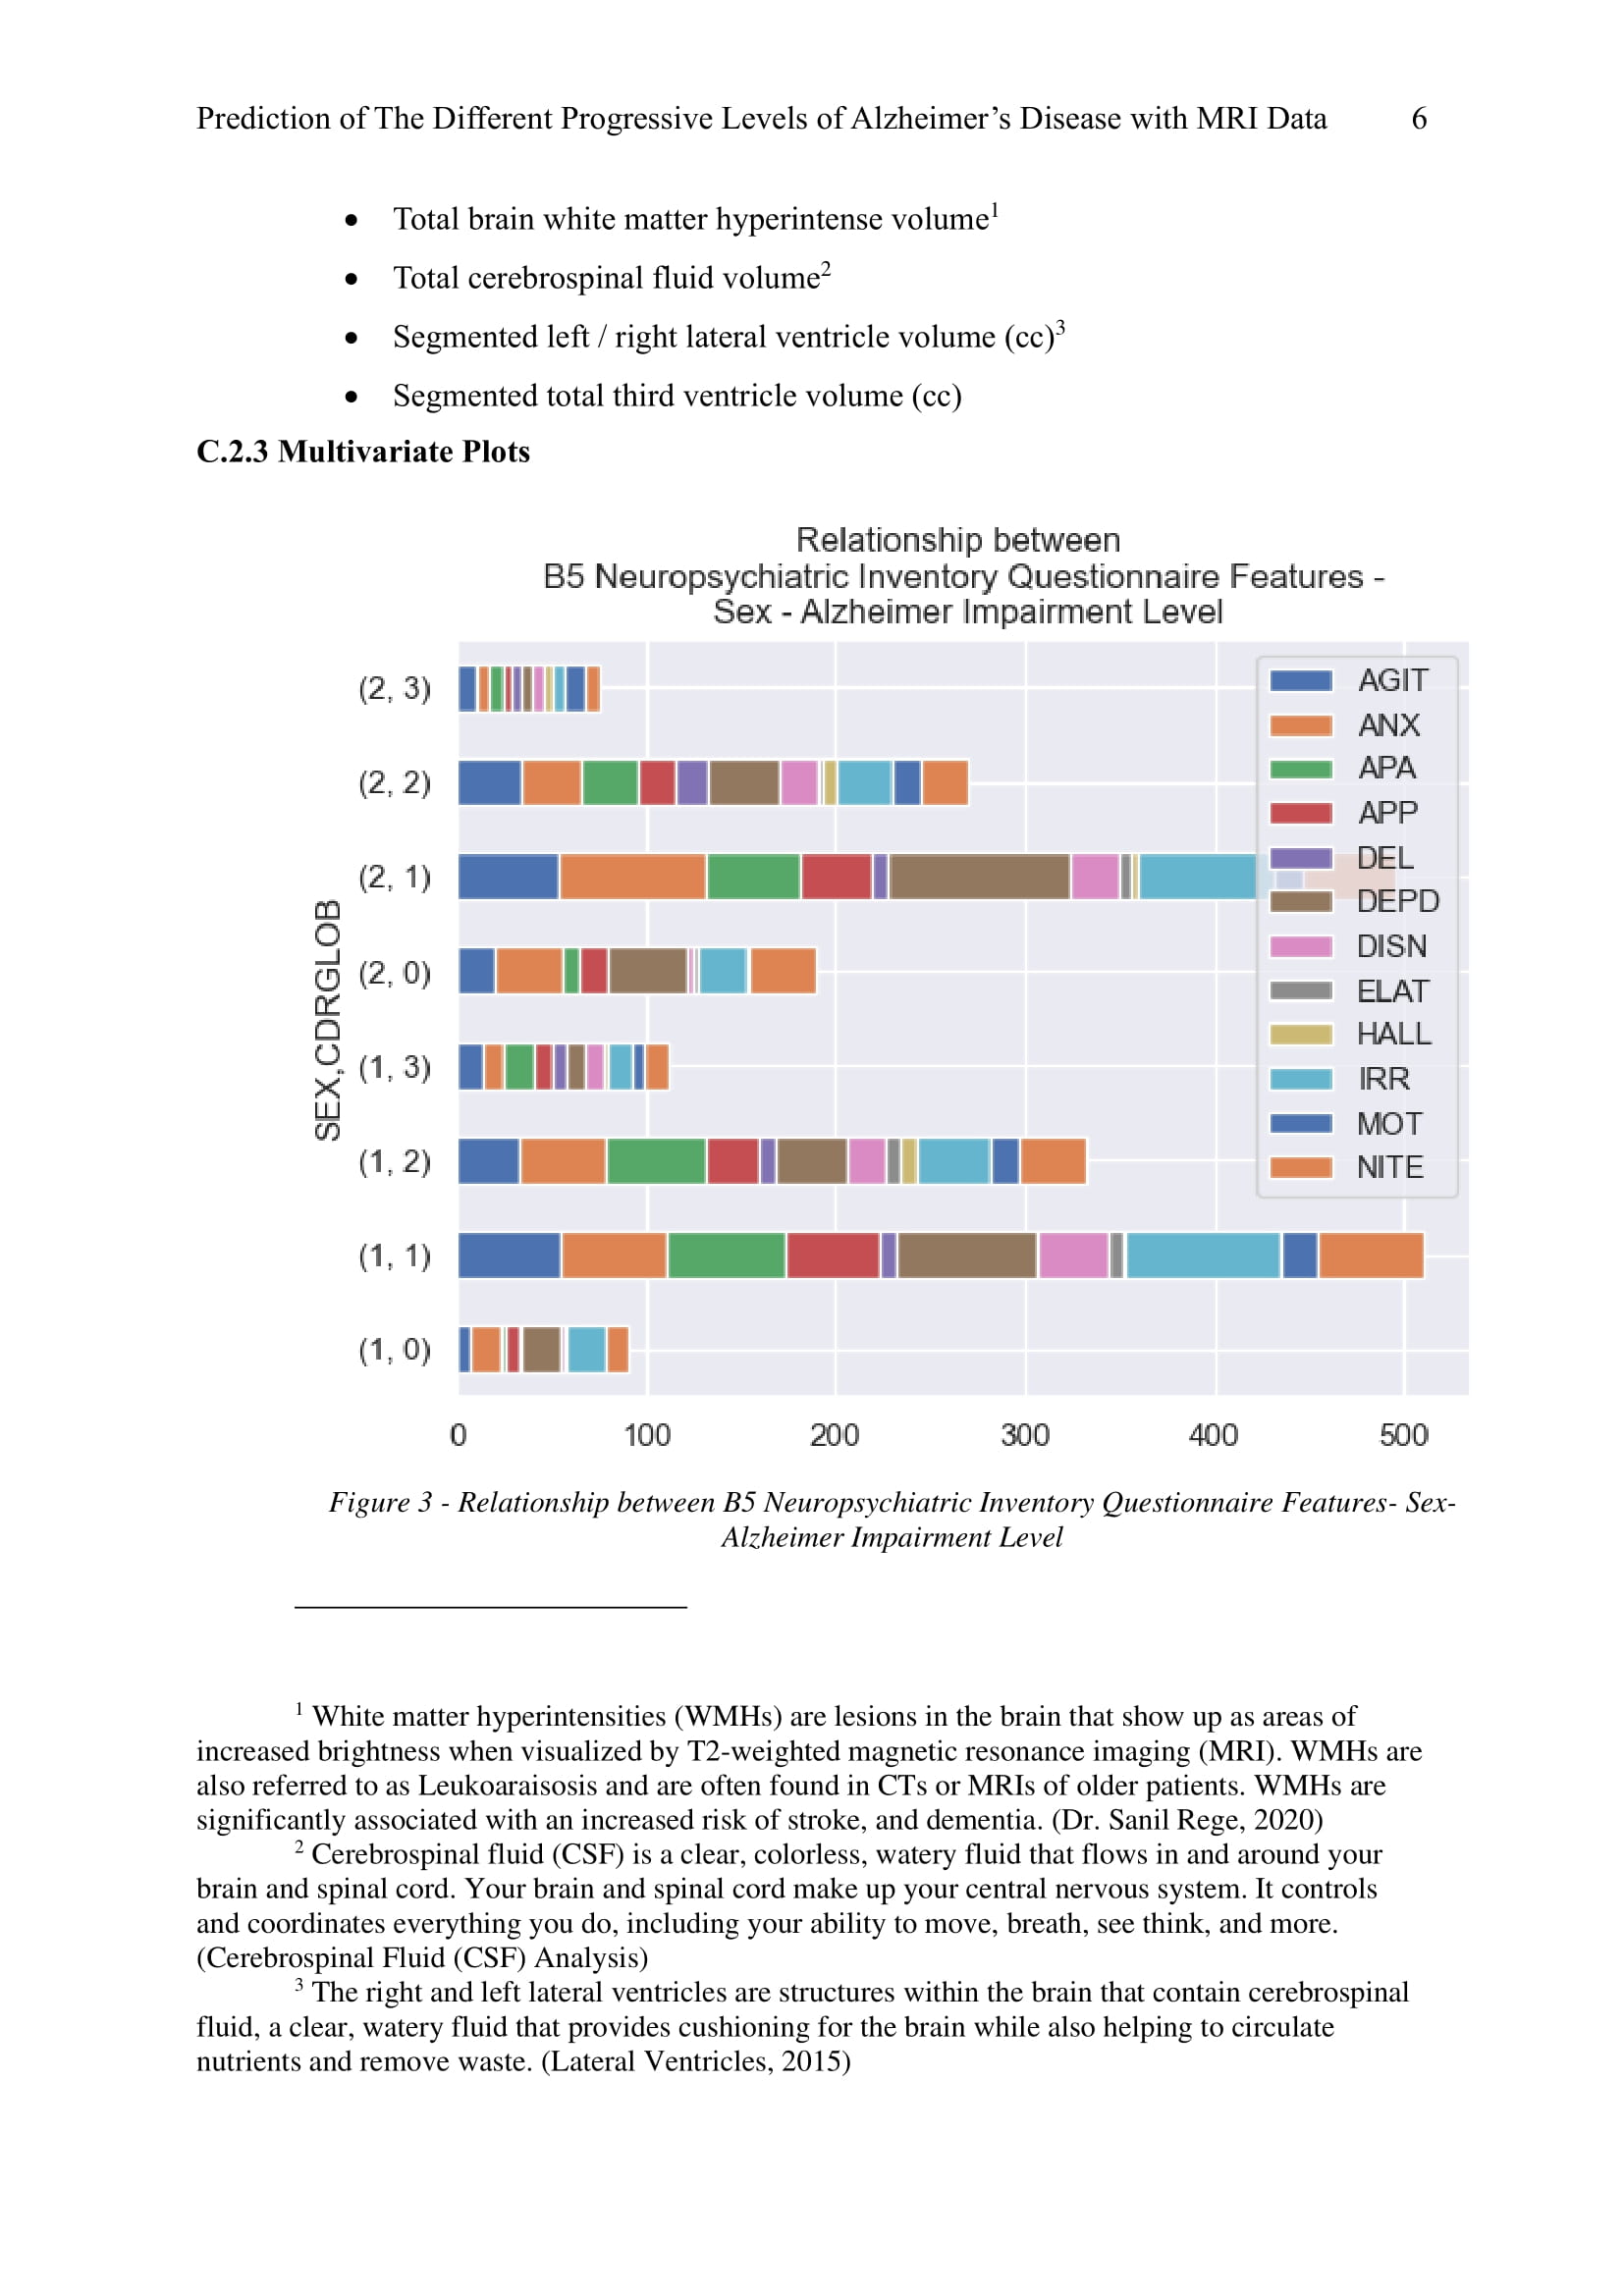 Prediction of The Different Progressive Levels of Alzheimer’s Disease with MRI Data 6
• Total brain white matter hyperintense volume1
• Total cerebrospinal fluid volume2
• Segmented left / right lateral ventricle volume (cc)3
• Segmented total third ventricle volume (cc)
C.2.3 Multivariate Plots
Relationship between
B5 Neuropsychiatric Inventory Questionnaire Features -
Sex - Alzheimer Impairment Level
SEX,CDRGLOB
(2, 3)
(2, 2)
(2, 1)
(2, 0)
(1, 3)
(1, 2)
(1, 1)
(1, 0)
AGIT
ANX
APA
APP
DEL
DEPD
DISN
ELAT
HALL
IRR
MOT
NITE
0 100 200 300 400 500
Figure 3 - Relationship between B5 Neuropsychiatric Inventory Questionnaire Features- Sex-
Alzheimer Impairment Level
1 White matter hyperintensities (WMHs) are lesions in the brain that show up as areas of
increased brightness when visualized by T2-weighted magnetic resonance imaging (MRI). WMHs are
also referred to as Leukoaraisosis and are often found in CTs or MRIs of older patients. WMHs are
significantly associated with an increased risk of stroke, and dementia. (Dr. Sanil Rege, 2020)
2 Cerebrospinal fluid (CSF) is a clear, colorless, watery fluid that flows in and around your
brain and spinal cord. Your brain and spinal cord make up your central nervous system. It controls
and coordinates everything you do, including your ability to move, breath, see think, and more.
(Cerebrospinal Fluid (CSF) Analysis)
3 The right and left lateral ventricles are structures within the brain that contain cerebrospinal
fluid, a clear, watery fluid that provides cushioning for the brain while also helping to circulate
nutrients and remove waste. (Lateral Ventricles, 2015)